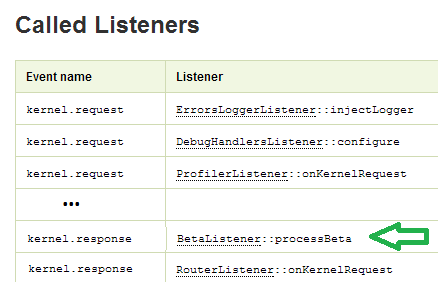 Called Listeners
Event name Listener
kernel.request ErrorsLoggerListener::injectLogger
kernel.request DebugHandlersListener::configure
kernel.request ProfilerListener::onKernelRequest
•••
kernel.response BetaListener::processBeta
kernel.response RouterListener::onKernelRequest